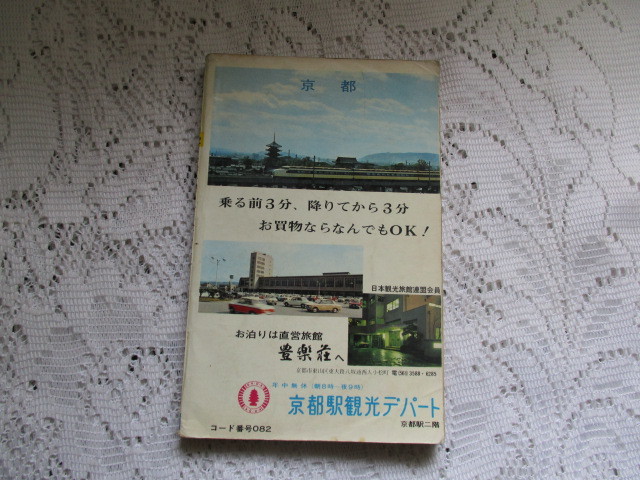 京都
乗る前3分、降りてから3分
お買物ならなんでもOK!
日本観光旅館連盟会員
お泊りは直営旅館
豊楽荘へ
京都駅観光デパート
京都駅二階
コード番号082